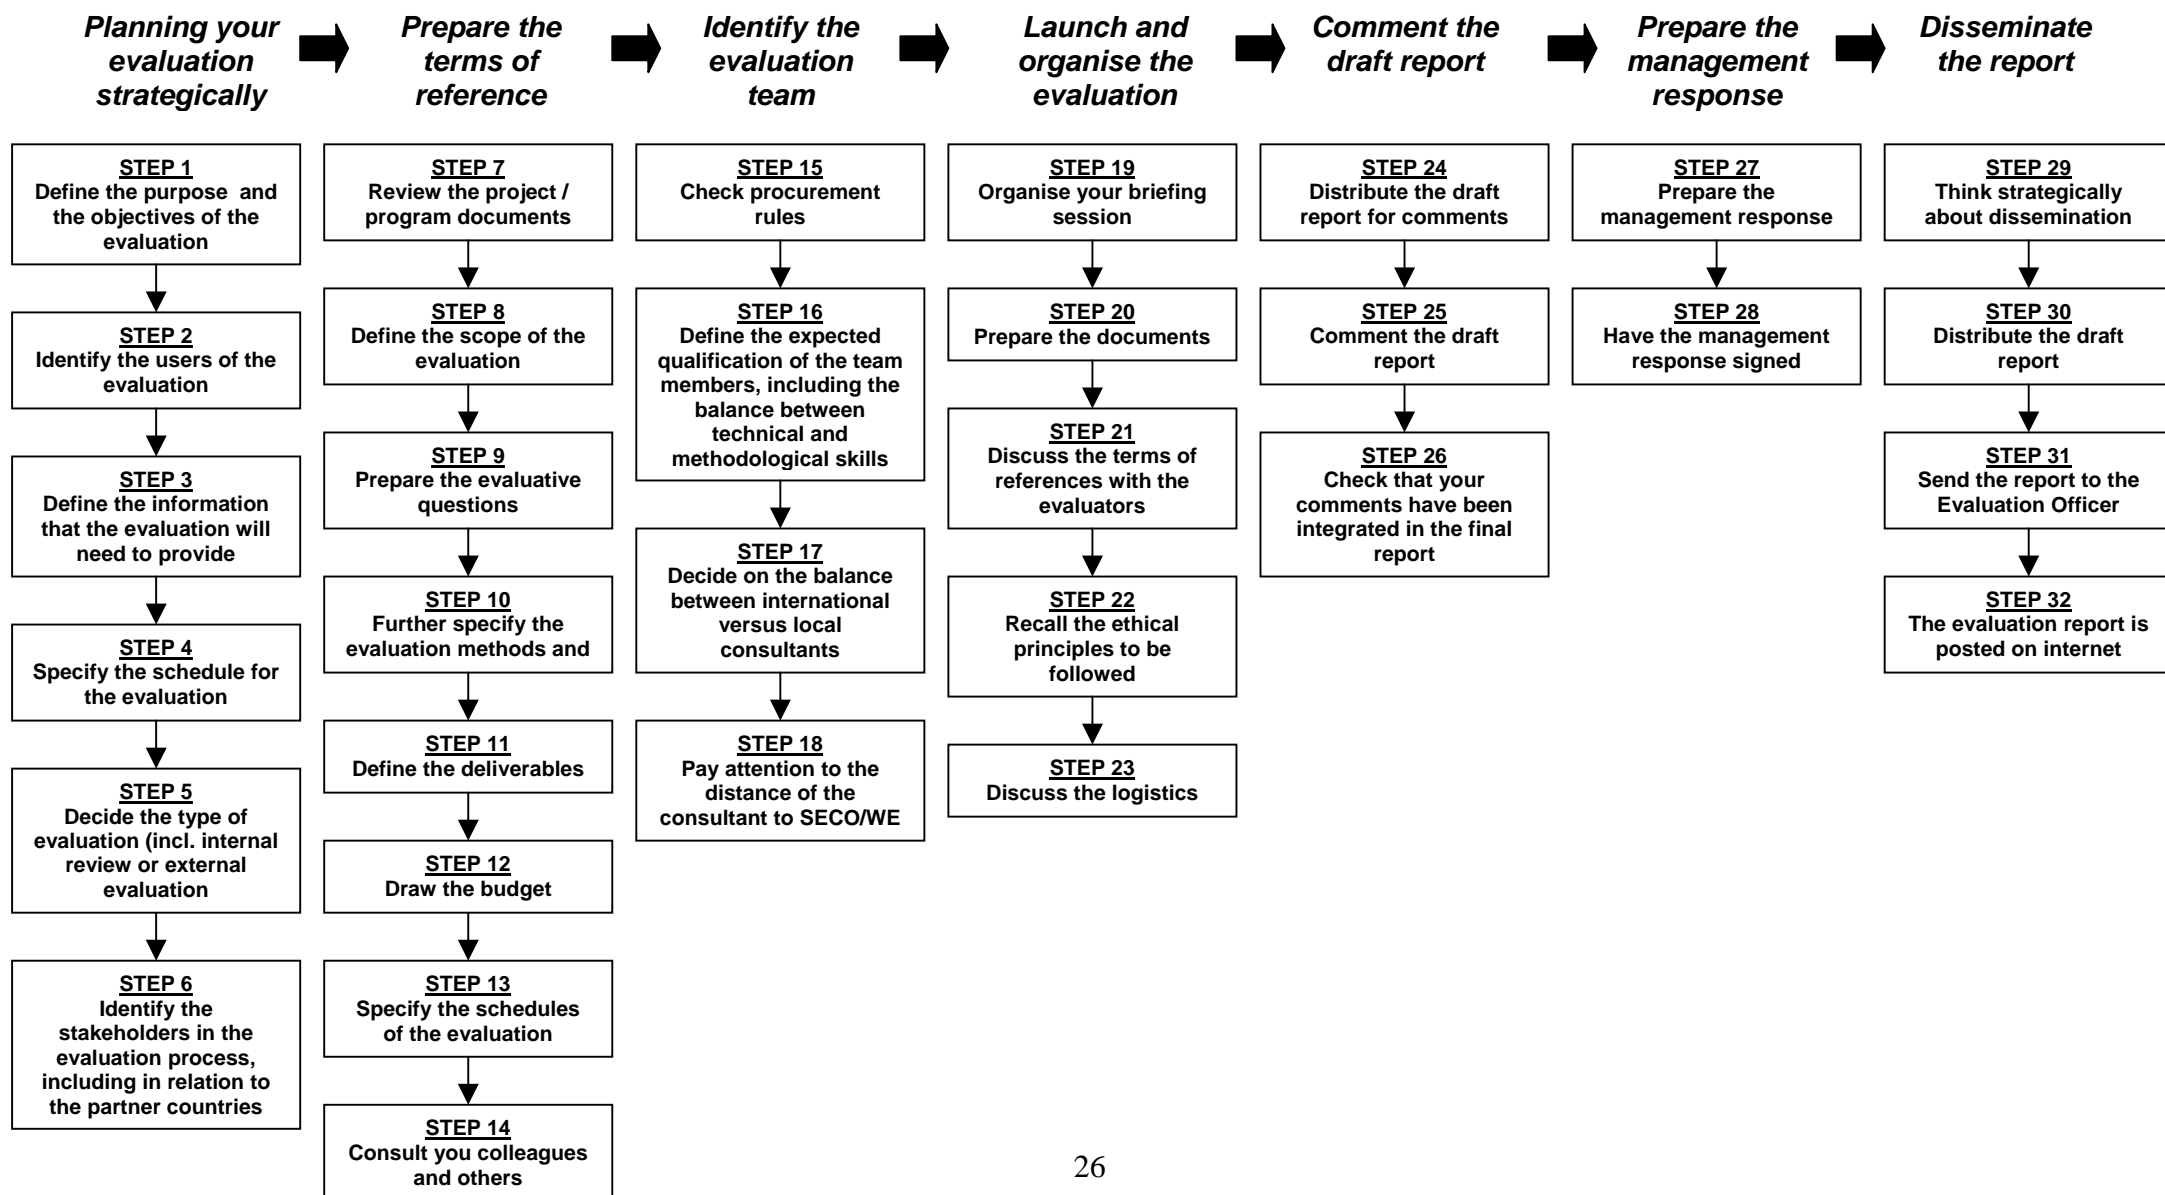 Planning your
evaluation
strategically
Prepare the
terms of
reference
Identify the
evaluation
team
Launch and
organise the
evaluation
Comment the
draft report
Prepare the
management
response
Disseminate
the report
STEP 1
Define the purpose and
the objectives of the
evaluation
STEP 2
Identify the users of the
evaluation
STEP 3
Define the information
that the evaluation will
need to provide
STEP 4
Specify the schedule for
the evaluation
STEP 5
Decide the type of
evaluation (incl. internal
review or external
evaluation
STEP 6
Identify the
stakeholders in the
evaluation process,
including in relation to
the partner countries
STEP 7
Review the project /
program documents
STEP 8
Define the scope of the
evaluation
STEP 9
Prepare the evaluative
questions
STEP 10
Further specify the
evaluation methods and
STEP 11
Define the deliverables
STEP 12
Draw the budget
STEP 13
Specify the schedules
of the evaluation
STEP 14
Consult you colleagues
and others
STEP 15
Check procurement
rules
STEP 16
Define the expected
qualification of the team
members, including the
balance between
technical and
methodological skills
STEP 17
Decide on the balance
between international
versus local
consultants
STEP 18
Pay attention to the
distance of the
consultant to SECO/WE
STEP 19
Organise your briefing
session
STEP 20
Prepare the documents
STEP 21
Discuss the terms of
references with the
evaluators
STEP 22
Recall the ethical
principles to be
followed
STEP 23
Discuss the logistics
STEP 24
Distribute the draft
report for comments
STEP 25
Comment the draft
report
STEP 26
Check that your
comments have been
integrated in the final
report
STEP 27
Prepare the
management response
STEP 28
Have the management
response signed
STEP 29
Think strategically
about dissemination
STEP 30
Distribute the draft
report
STEP 31
Send the report to the
Evaluation Officer
STEP 32
The evaluation report is
posted on internet
26